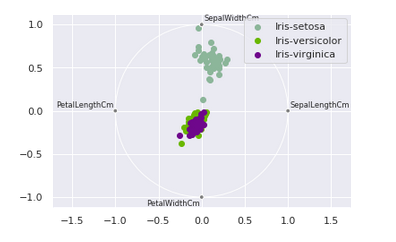 1.0
SepalWidthCm
Iris-setosa
Iris-versicolor
Iris-virginica
0.5
PetalLengthCm
0.0
SepalLengthCm
−0.5
−1.0
PetalWidthCm
−1.5 −1.0 −0.5 0.0 0.5 1.0 1.5